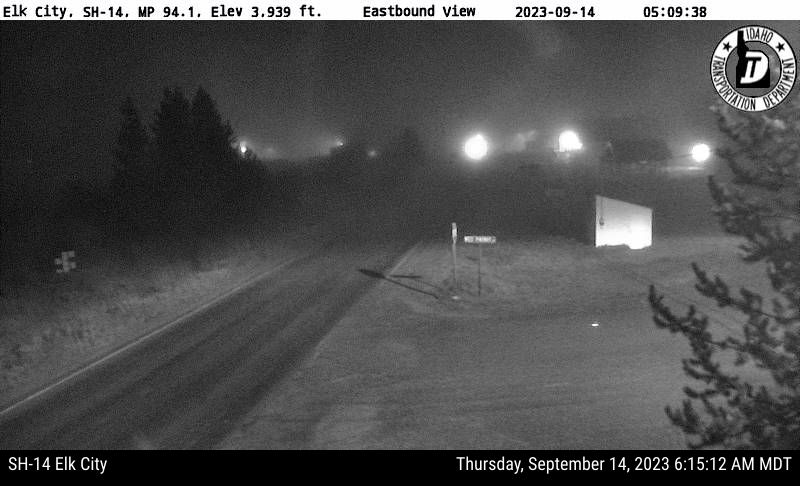 Elk City, SH-14, MP 94.1, Elev 3,939 ft. Eastbound View 2023-09-14 05:09:38
IDAHO
TRANSPORTATION DEPARTMENT
SH-14 Elk City Thursday, September 14, 2023 6:15:12 AM MDT